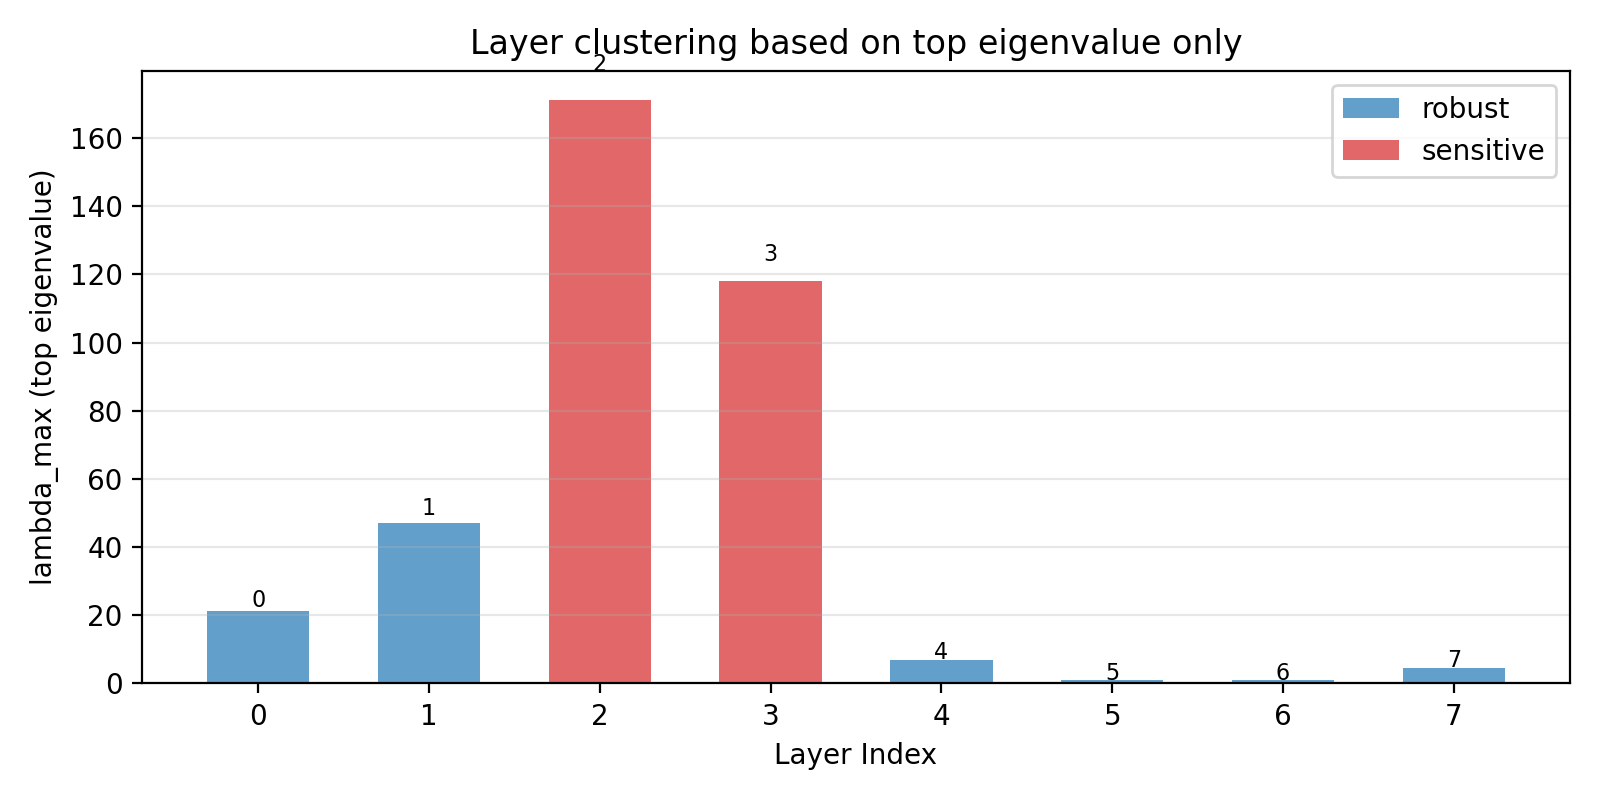 Layer clustering based on top eigenvalue only
2
robust
sensitive
160
140
120
100
80
60
40
20
0
lambda_max (top eigenvalue)
3
1
0
4
5
6
7
0 1 2 3 4 5 6 7
Layer Index